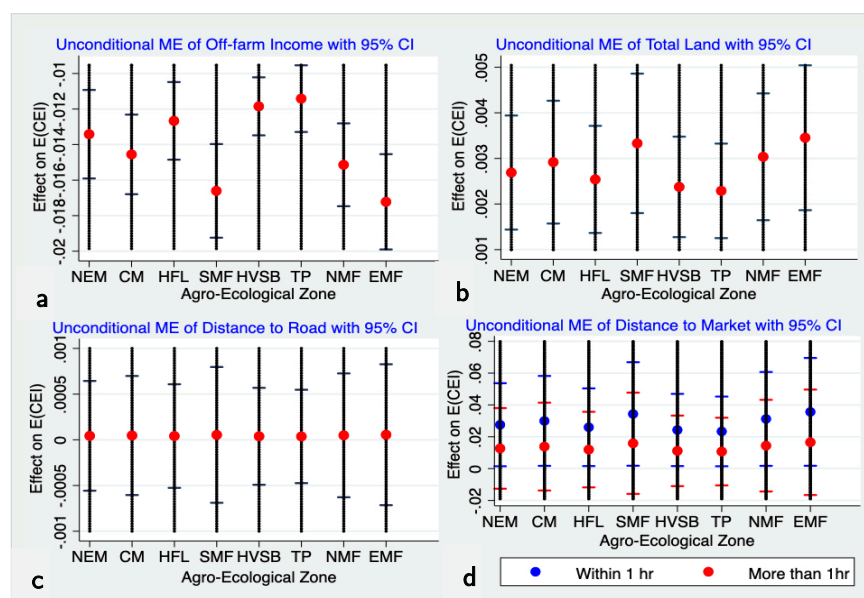 Unconditional ME of Off-farm Income with 95% CI
Effect on E(CEI)
-.01
-.012
-.014
-.016
-.018
-.02
NEM CM HFL SMF HVSB TP NMF EMF
Agro-Ecological Zone
a
Unconditional ME of Total Land with 95% CI
Effect on E(CEI)
.005
.004
.003
.002
.001
NEM CM HFL SMF HVSB TP NMF EMF
Agro-Ecological Zone
b
Unconditional ME of Distance to Road with 95% CI
Effect on E(CEI)
.001
.0005
0
-.0005
-.001
NEM CM HFL SMF HVSB TP NMF EMF
Agro-Ecological Zone
c
Unconditional ME of Distance to Market with 95% CI
Effect on E(CEI)
.08
.06
.04
.02
0
-.02
NEM CM HFL SMF HVSB TP NMF EMF
Agro-Ecological Zone
d
Within 1 hr More than 1hr